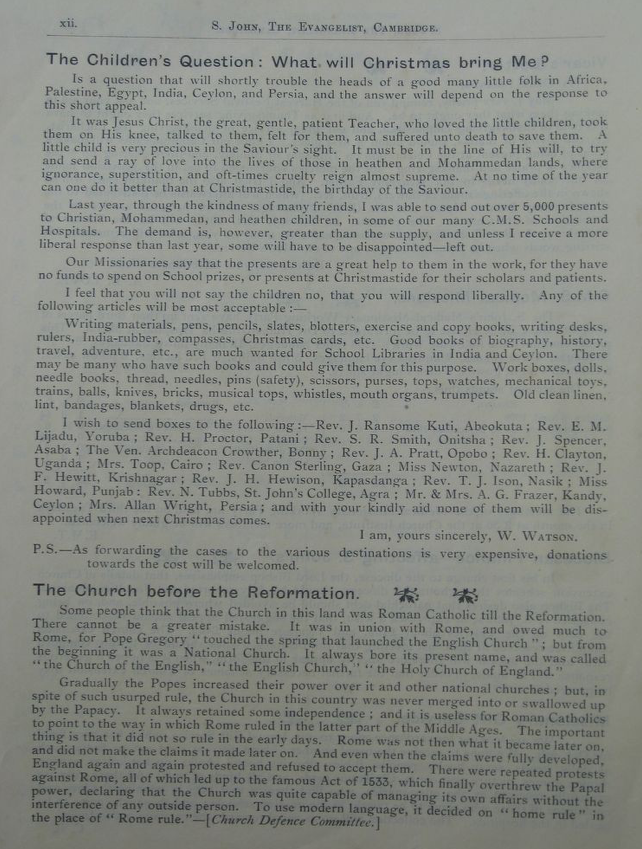 xii.
S. John, The Evangelist, Cambridge.
The Children's Question : What will Christmas bring Me ?
Is a question that will shortly trouble the heads of a good many little folk in Africa,
Palestine, Egypt, India, Ceylon, and Persia, and the answer will depend on the response to
this short appeal.
It was Jesus Christ, the great, gentle, patient Teacher, who loved the little children, took
them on His knee, talked to them, felt for them, and suffered unto death to save them. A
little child is very precious in the Saviour's sight. It must be in the line of His will, to try
and send a ray of love into the lives of those in heathen and Mohammedan lands, where
ignorance, superstition, and oft-times cruelty reign almost supreme. At no time of the year
can one do it better than at Christmastide, the birthday of the Saviour.
Last year, through the kindness of many friends, I was able to send out over 5,000 presents
to Christian, Mohammedan, and heathen children, in some of our many C.M.S. Schools and
Hospitals. The demand is, however, greater than the supply, and unless I receive a more
liberal response than last year, some will have to be disappointed—left out.
Our Missionaries say that the presents are a great help to them in the work, for they have
no funds to spend on School prizes, or presents at Christmastide for their scholars and patients.
I feel that you will not say the children no, that you will respond liberally. Any of the
following articles will be most acceptable :—
Writing materials, pens, pencils, slates, blotters, exercise and copy books, writing desks,
rulers, India-rubber, compasses, Christmas cards, etc. Good books of biography, history,
travel, adventure, etc., are much wanted for School Libraries in India and Ceylon. There
may be many who have such books and could give them for this purpose. Work boxes, dolls,
needle books, thread, needles, pins (safety), scissors, purses, tops, watches, mechanical toys,
trains, balls, knives, bricks, musical tops, whistles, mouth organs, trumpets. Old clean linen,
lint, bandages, blankets, drugs, etc.
I wish to send boxes to the following :—Rev. J. Ransome Kuti, Abeokuta ; Rev. E. M.
Lijadu, Yoruba ; Rev. H. Proctor, Patani ; Rev. S. R. Smith, Onitsha ; Rev. J. Spencer,
Asaba ; The Ven. Archdeacon Crowther, Bonny ; Rev. J. A. Pratt, Opobo ; Rev. H. Clayton,
Uganda ; Mrs. Toop, Cairo ; Rev. Canon Sterling, Gaza ; Miss Newton, Nazareth ; Rev. J.
F. Hewitt, Krishnagar ; Rev. J. H. Hewison, Kapasdanga ; Rev. T. J. Ison, Nasik ; Miss
Howard, Punjab : Rev. N. Tubbs, St. John's College, Agra ; Mr. & Mrs. A. G. Frazer, Kandy,
Ceylon ; Mrs. Allan Wright, Persia ; and with your kindly aid none of them will be dis-
appointed when next Christmas comes.
I am, yours sincerely, W. Watson.
P.S.—As forwarding the cases to the various destinations is very expensive, donations
towards the cost will be welcomed.
The Church before the Reformation.
Some people think that the Church in this land was Roman Catholic till the Reformation.
There cannot be a greater mistake. It was in union with Rome, and owed much to
Rome, for Pope Gregory "touched the spring that launched the English Church" ; but from
the beginning it was a National Church. It always bore its present name, and was called
"the Church of the English," "the English Church," "the Holy Church of England."
Gradually the Popes increased their power over it and other national churches ; but, in
spite of such usurped rule, the Church in this country was never merged into or swallowed up
by the Papacy. It always retained some independence ; and it is useless for Roman Catholics
to point to the way in which Rome ruled in the latter part of the Middle Ages. The important
thing is that it did not so rule in the early days. Rome was not then what it became later on,
and did not make the claims it made later on. And even when the claims were fully developed,
England again and again protested and refused to accept them. There were repeated protests
against Rome, all of which led up to the famous Act of 1533, which finally overthrew the Papal
power, declaring that the Church was quite capable of managing its own affairs without the
interference of any outside person. To use modern language, it decided on "home rule" in
the place of "Rome rule."—[Church Defence Committee.]